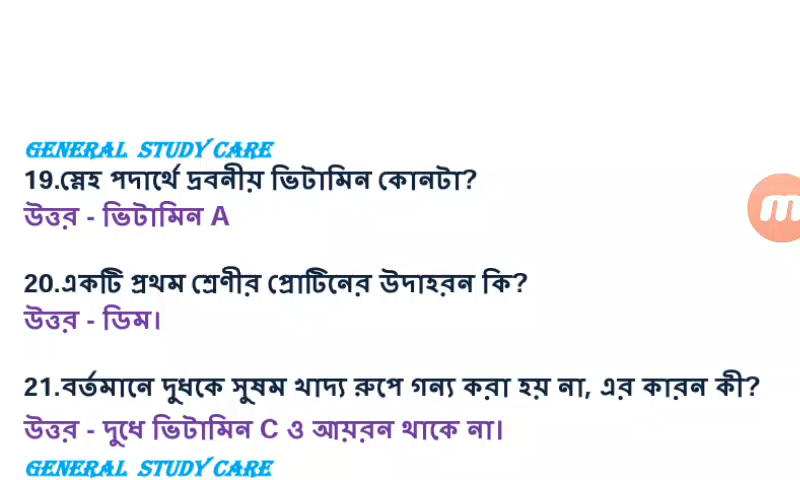 GENERAL STUDY CARE
19.স্নেহ পদার্থে দ্রবনীয় ভিটামিন কোনটা?
উত্তর - ভিটামিন A
20.একটি প্রথম শ্রেণীর প্রোটিনের উদাহরন কি?
উত্তর - ডিম।
21.বর্তমানে দুধকে সুষম খাদ্য রুপে গন্য করা হয় না, এর কারন কী?
উত্তর - দুধে ভিটামিন C ও আয়রন থাকে না।
GENERAL STUDY CARE